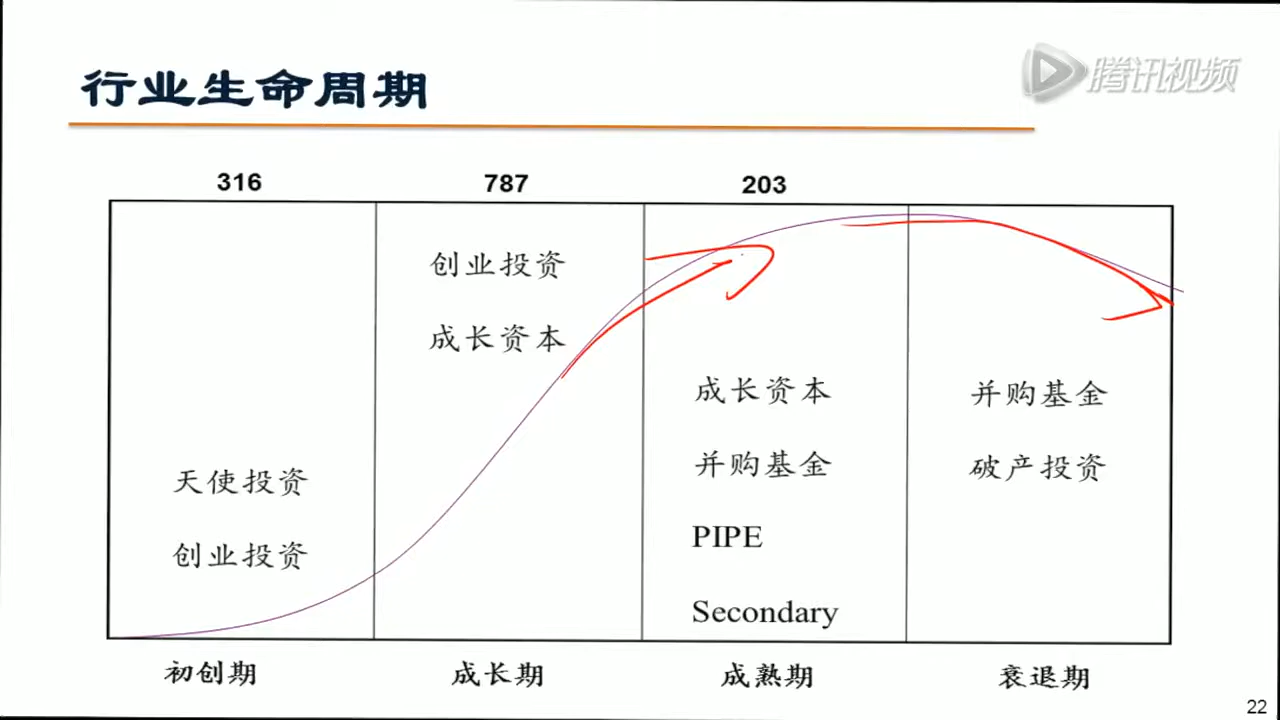 行业生命周期
腾讯视频
316
787
203
天使投资
创业投资
创业投资
成长资本
成长资本
并购基金
PIPE
Secondary
并购基金
破产投资
初创期
成长期
成熟期
衰退期
22